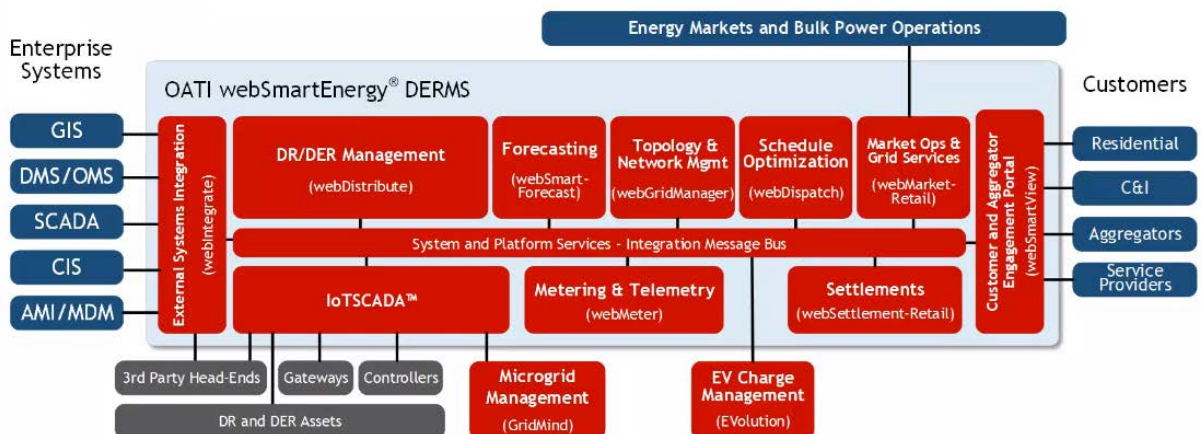 Energy Markets and Bulk Power Operations
Enterprise
Systems
OATI webSmartEnergy® DERMS
Customers
GIS
DMS/OMS
SCADA
CIS
AMI/MDM
External Systems Integration
(webIntegrate)
DR/DER Management
(webDistribute)
Forecasting
(webSmart-
Forecast)
Topology &
Network Mgmt
(webGridManager)
Schedule
Optimization
(webDispatch)
Market Ops &
Grid Services
(webMarket-
Retail)
Customer and Aggregator
Engagement Portal
(webSmartView)
Residential
C&I
Aggregators
Service
Providers
System and Platform Services - Integration Message Bus
IoTSCADA™
Metering & Telemetry
(webMeter)
Settlements
(webSettlement-Retail)
3rd Party Head-Ends
Gateways
Controllers
DR and DER Assets
Microgrid
Management
(GridMind)
EV Charge
Management
(EVolution)